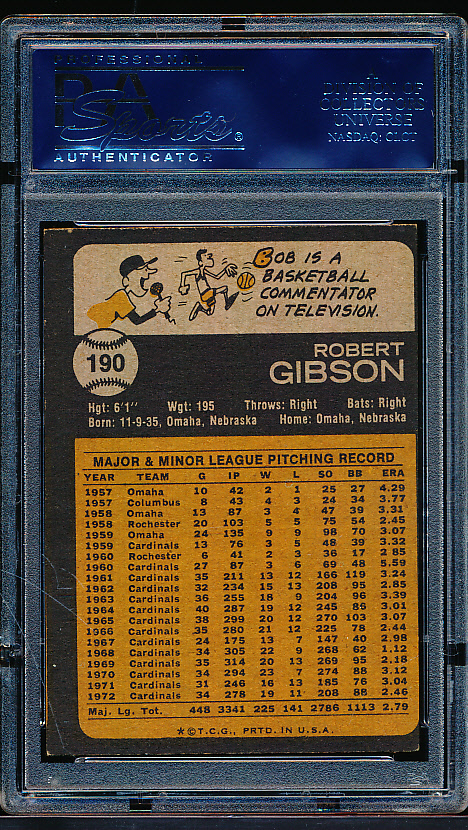 PROFESSIONAL
PSA
Sports®
AUTHENTICATOR
A
DIVISION OF
COLLECTORS
UNIVERSE
NASDAQ: CLCT
BOB IS A
BASKETBALL
COMMENTATOR
ON TELEVISION.
190
ROBERT
GIBSON
Hgt: 6'1" Wgt: 195 Throws: Right Bats: Right
Born: 11-9-35, Omaha, Nebraska Home: Omaha, Nebraska
MAJOR & MINOR LEAGUE PITCHING RECORD
YEAR TEAM G IP W L SO BB ERA
1957 Omaha 10 42 2 1 25 27 4.29
1957 Columbus 8 43 4 3 24 34 3.77
1958 Omaha 13 87 3 4 47 39 3.31
1958 Rochester 20 103 5 5 75 54 2.45
1959 Omaha 24 135 9 9 98 70 3.07
1959 Cardinals 13 76 3 5 48 39 3.32
1960 Rochester 6 41 2 3 36 17 2.85
1960 Cardinals 27 87 3 6 69 48 5.59
1961 Cardinals 35 211 13 12 166 119 3.24
1962 Cardinals 32 234 15 13 208 95 2.85
1963 Cardinals 36 255 18 9 204 96 3.39
1964 Cardinals 40 287 19 12 245 86 3.01
1965 Cardinals 38 299 20 12 270 103 3.07
1966 Cardinals 35 280 21 12 225 78 2.44
1967 Cardinals 24 175 13 7 147 40 2.98
1968 Cardinals 34 305 22 9 268 62 1.12
1969 Cardinals 35 314 20 13 269 95 2.18
1970 Cardinals 34 294 23 7 274 88 3.12
1971 Cardinals 31 246 16 13 185 76 3.04
1972 Cardinals 34 278 19 11 208 88 2.46
Maj. Lg. Tot. 448 3341 225 141 2786 1113 2.79
*© T.C.G., PRTD. IN U.S.A.